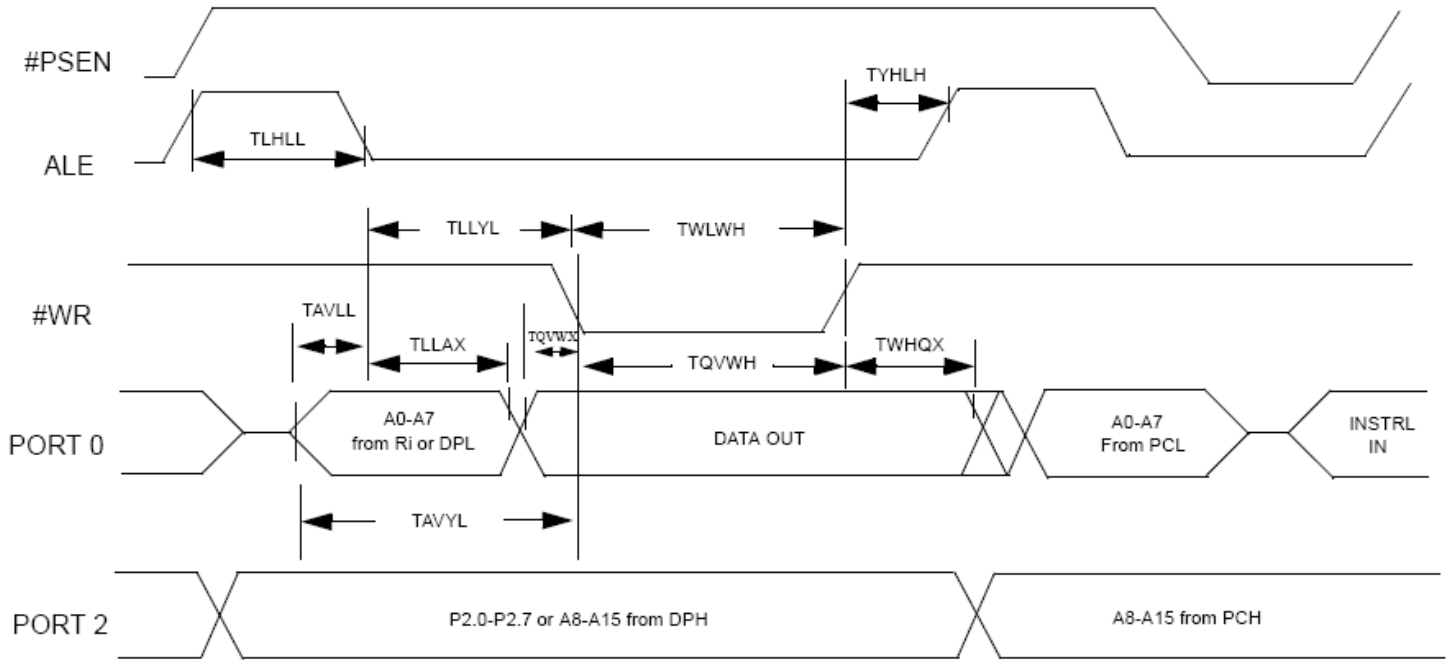 #PSEN
TYHLH
TLHLL
ALE
TLLYL
TWLWH
#WR
TAVLL
TQVWX
TLLAX
TQVWH
TWHQX
PORT 0
A0-A7
from Ri or DPL
DATA OUT
A0-A7
From PCL
INSTRL
IN
TAVYL
PORT 2
P2.0-P2.7 or A8-A15 from DPH
A8-A15 from PCH